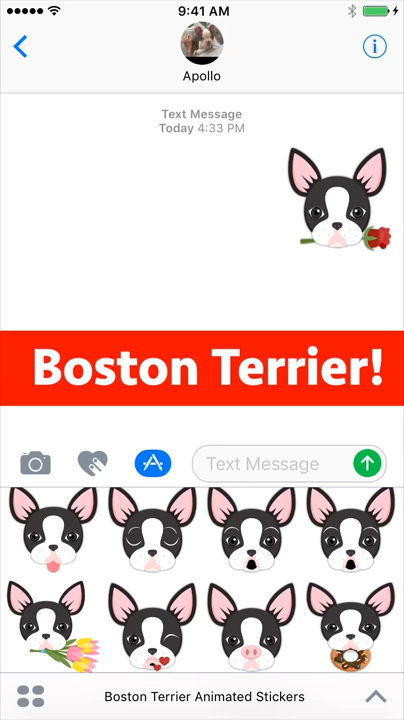 9:41 AM
Apollo
Text Message
Today 4:33 PM
Boston Terrier!
Text Message
Boston Terrier Animated Stickers